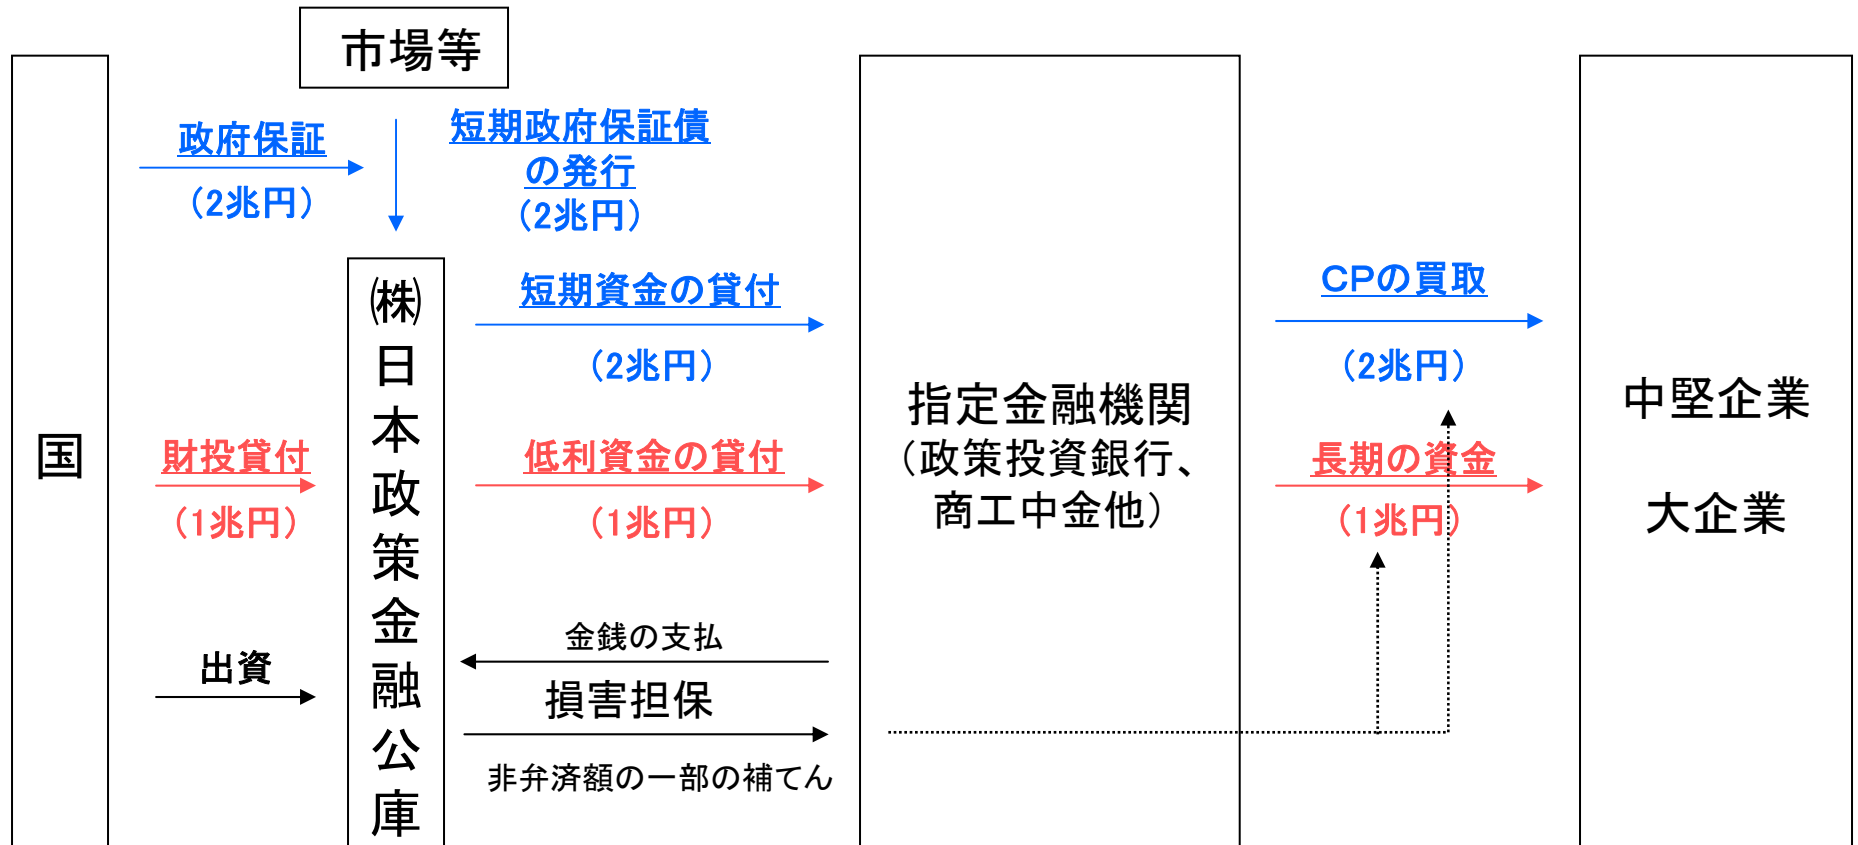 市場等
政府保証
（2兆円）
短期政府保証債
の発行
（2兆円）
国
財投貸付
（1兆円）
出資
㈱日本政策金融公庫
短期資金の貸付
（2兆円）
低利資金の貸付
（1兆円）
金銭の支払
損害担保
非弁済額の一部の補てん
指定金融機関
（政策投資銀行、
商工中金他）
CPの買取
（2兆円）
長期の資金
（1兆円）
中堅企業
大企業